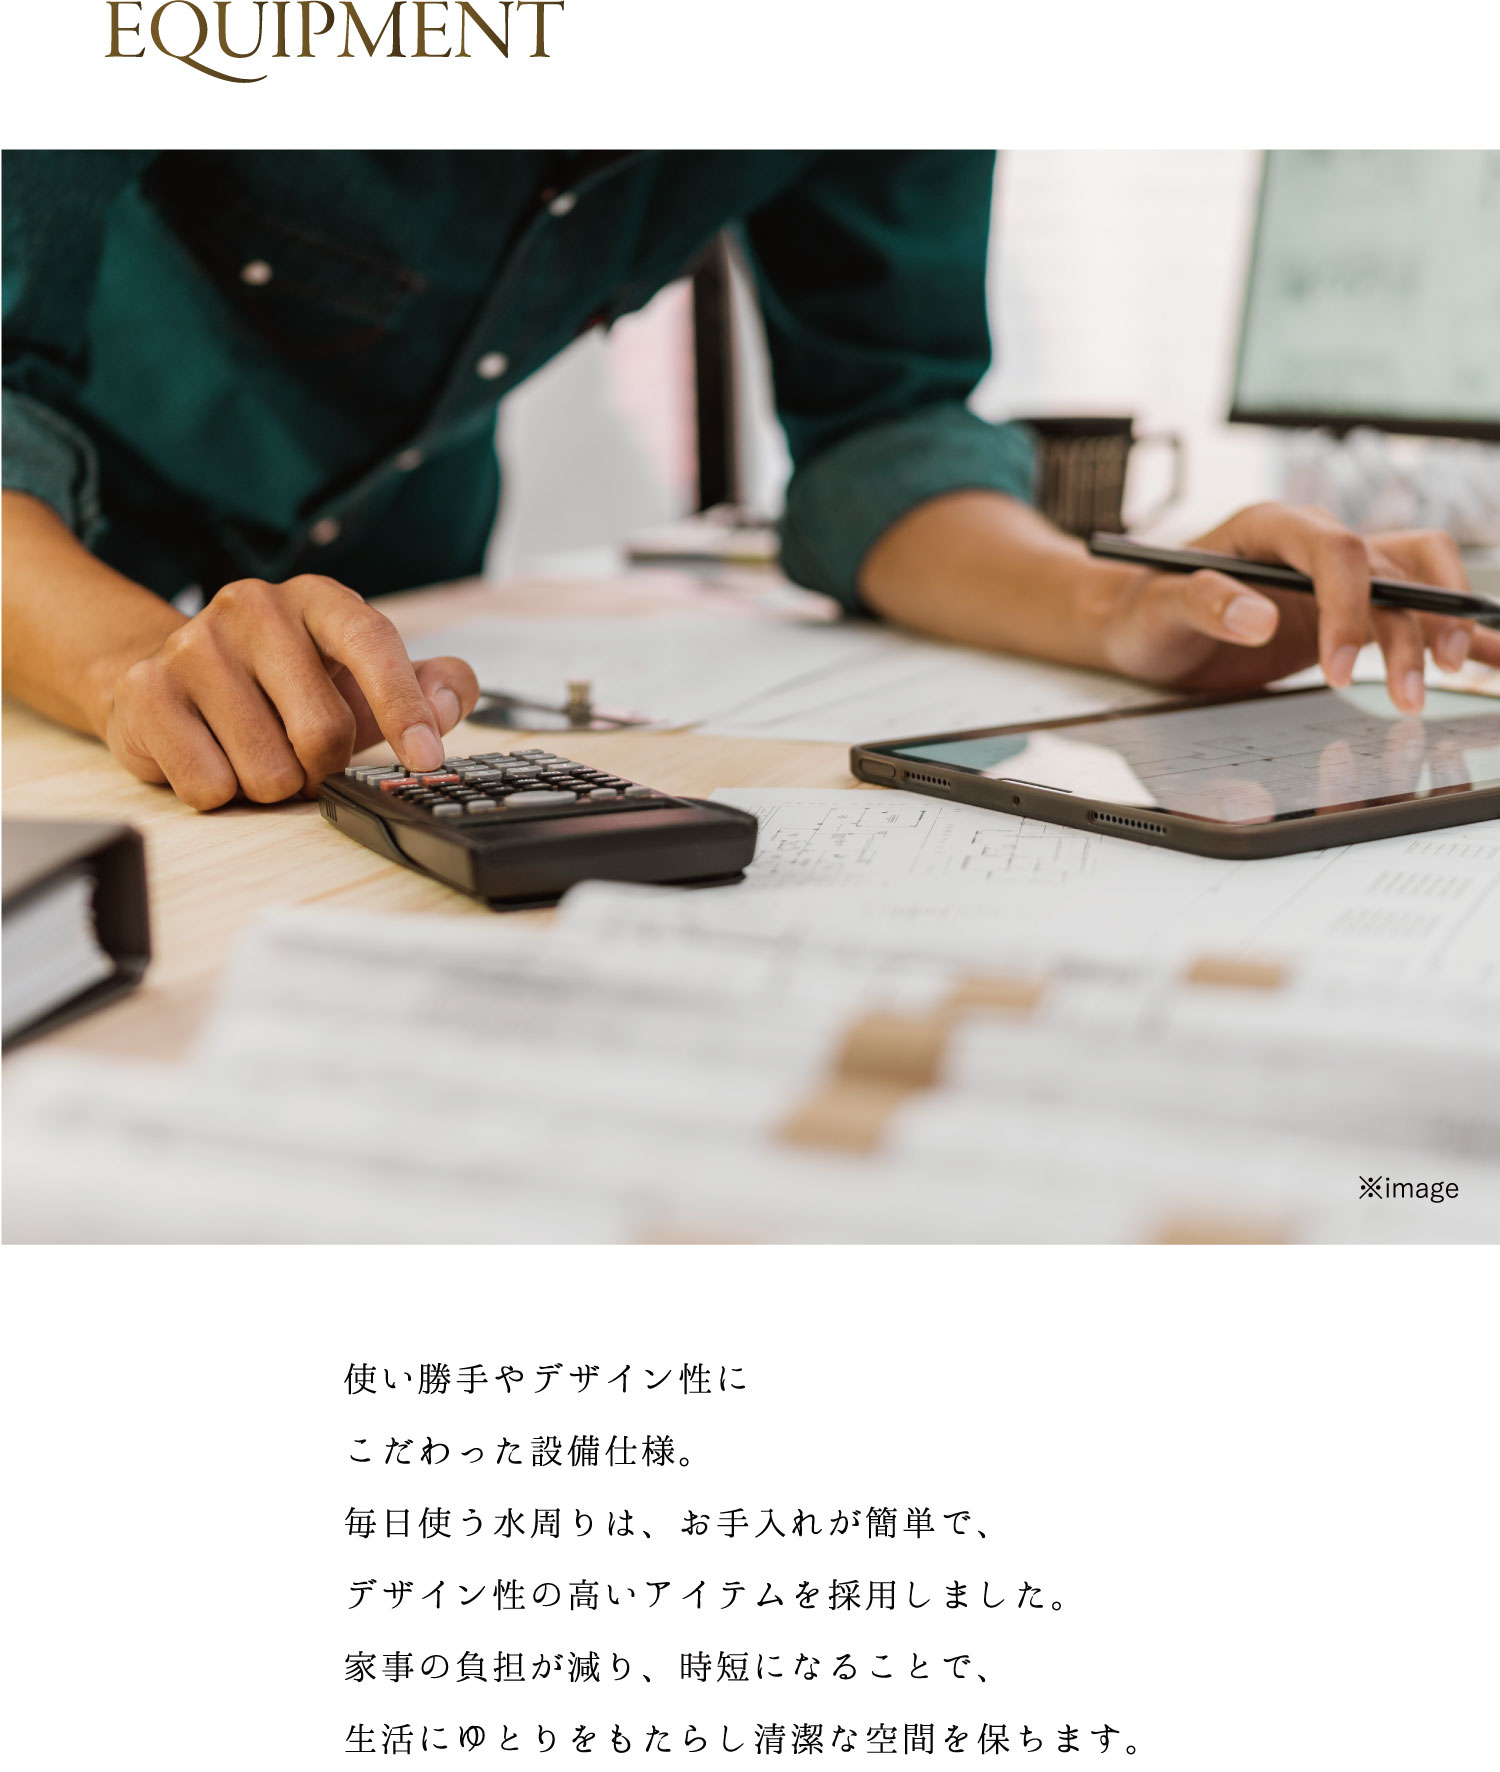 EQUIPMENT
※image
使い勝手やデザイン性に
こだわった設備仕様。
毎日使う水周りは、お手入れが簡単で、
デザイン性の高いアイテムを採用しました。
家事の負担が減り、時短になることで、
生活にゆとりをもたらし清潔な空間を保ちます。